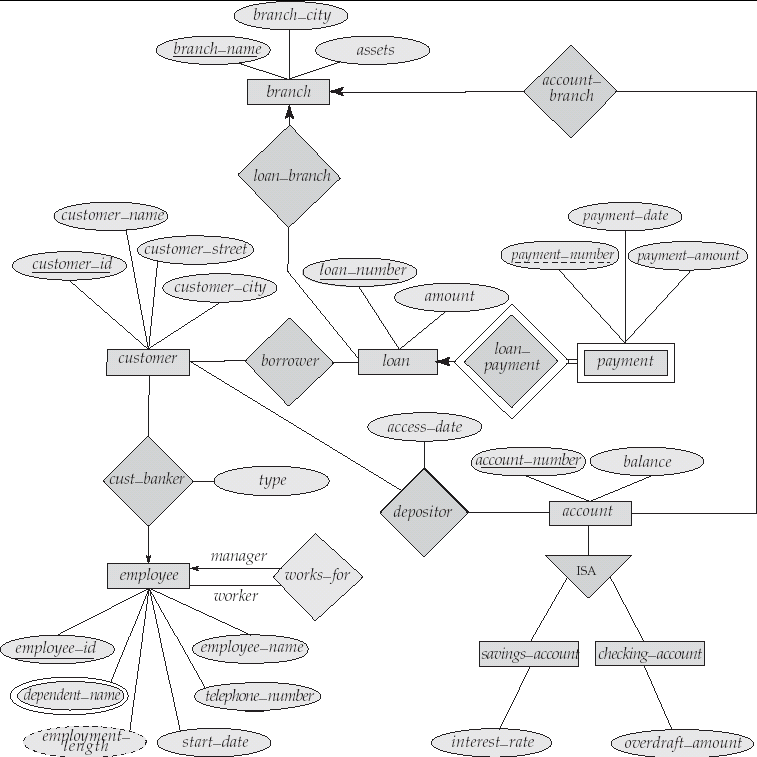 branch_city
branch_name
assets
branch
account_
branch
loan_branch
customer_name
payment_date
customer_street
customer_id
payment_number
payment_amount
loan_number
customer_city
amount
customer
borrower
loan
loan_
payment
payment
access_date
account_number
balance
cust_banker
type
depositor
account
manager
employee
works_for
worker
ISA
employee_id
employee_name
savings_account
checking_account
dependent_name
telephone_number
employment_
length
start_date
interest_rate
overdraft_amount